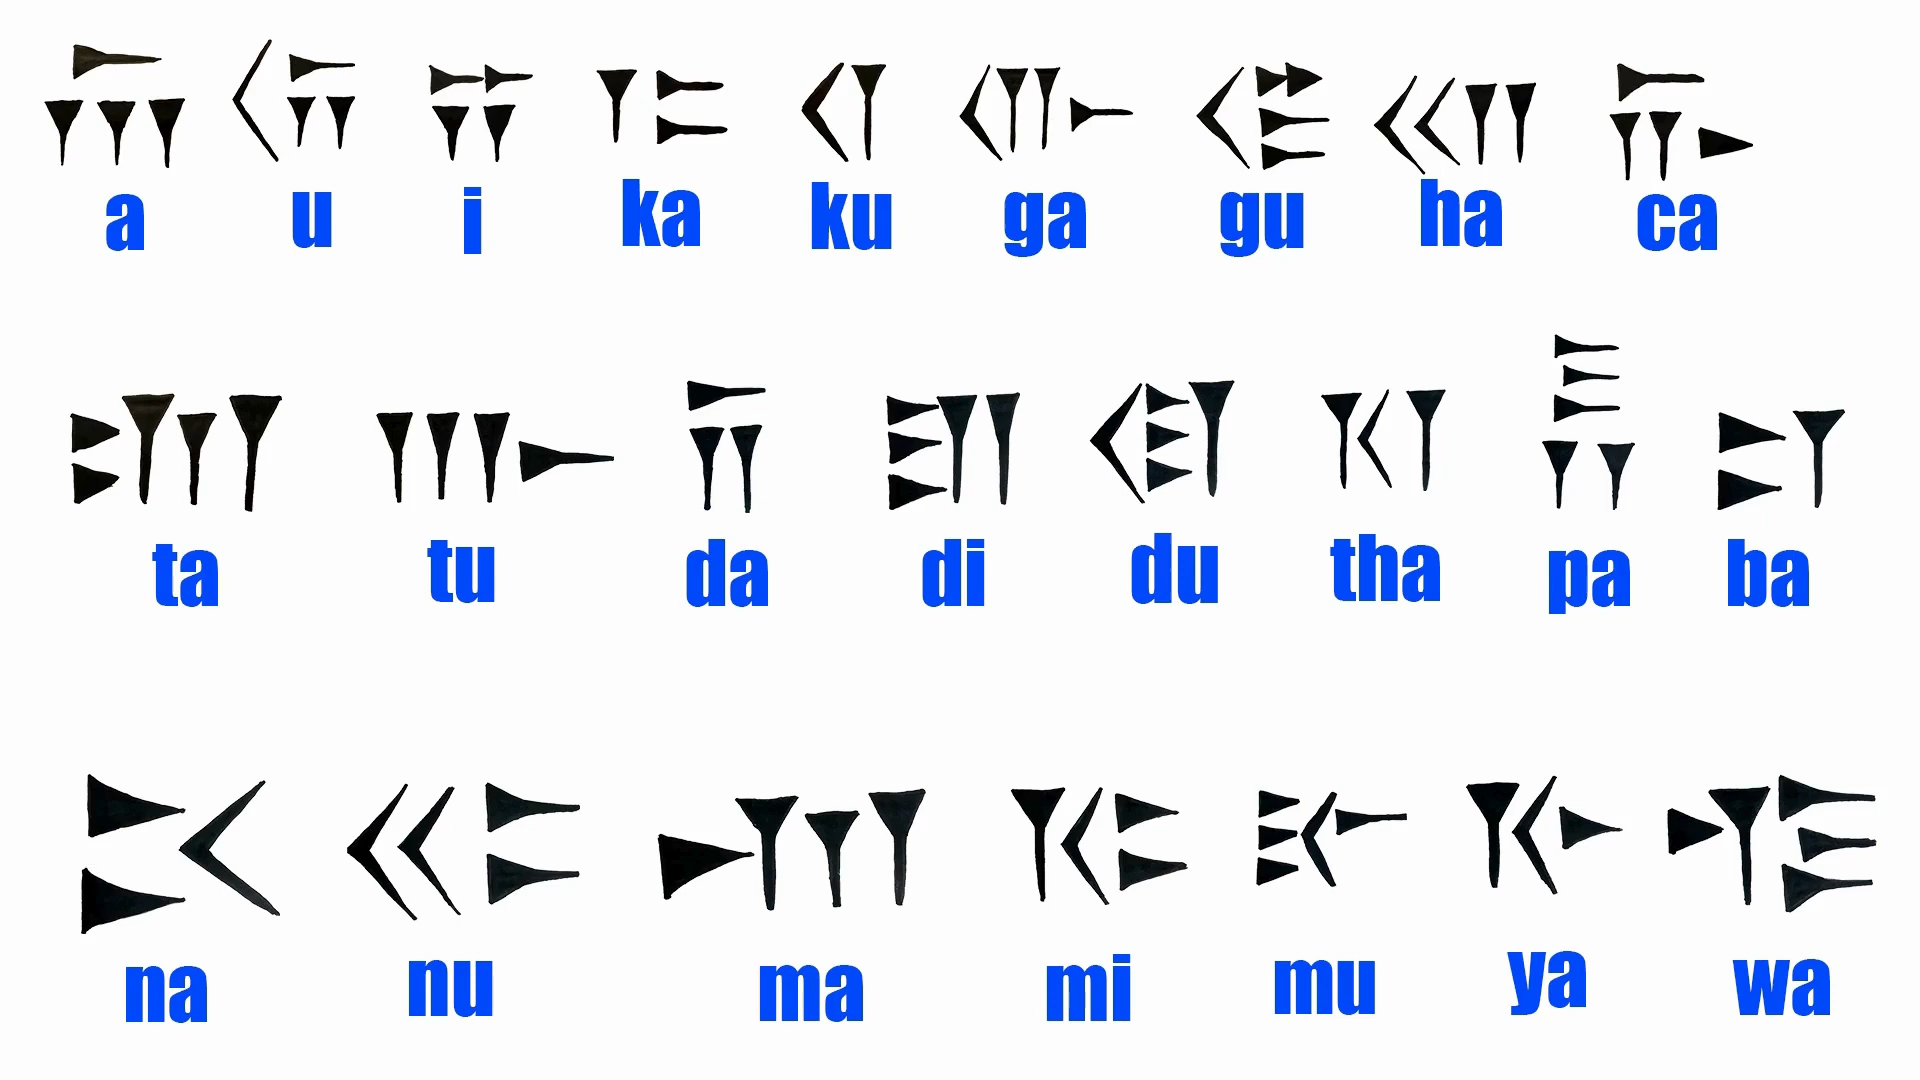 𐎠 𐎢 𐎡 𐎣 𐎤 𐎥 𐎦 𐎧 𐎨
a u i ka ku ga gu ha ca
𐎫 𐎬 𐎭 𐎮 𐎯 𐎰 𐎱 𐎲
ta tu da di du tha pa ba
𐎴 𐎵 𐎶 𐎷 𐎸 𐎹 𐎺
na nu ma mi mu ya wa